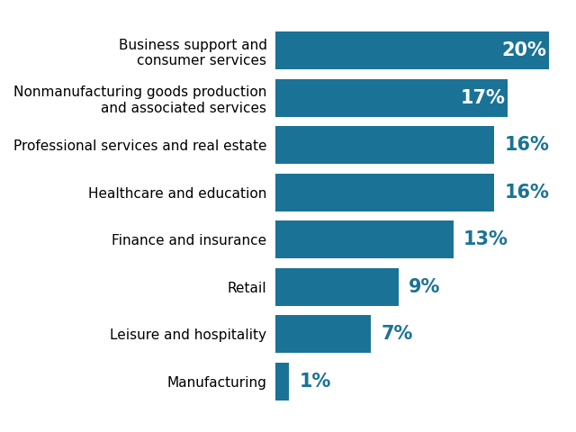 Business support and
consumer services
20%
Nonmanufacturing goods production
and associated services
17%
Professional services and real estate
16%
Healthcare and education
16%
Finance and insurance
13%
Retail
9%
Leisure and hospitality
7%
Manufacturing
1%